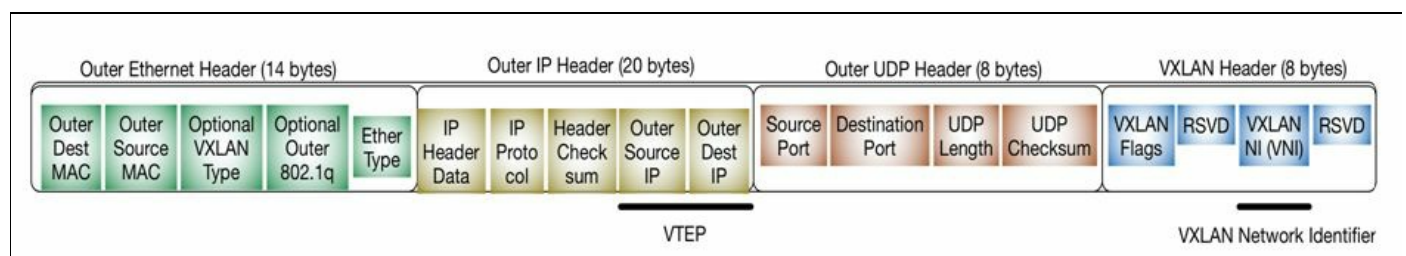 Outer Ethernet Header (14 bytes)
Outer IP Header (20 bytes)
Outer UDP Header (8 bytes)
VXLAN Header (8 bytes)
Outer
Dest
MAC
Outer
Source
MAC
Optional
VXLAN
Type
Optional
Outer
802.1q
Ether
Type
IP
Header
Data
IP
Proto
col
Header
Check
sum
Outer
Source
IP
Outer
Dest
IP
Source
Port
Destination
Port
UDP
Length
UDP
Checksum
VXLAN
Flags
RSVD
VXLAN
NI (VNI)
RSVD
VTEP
VXLAN Network Identifier